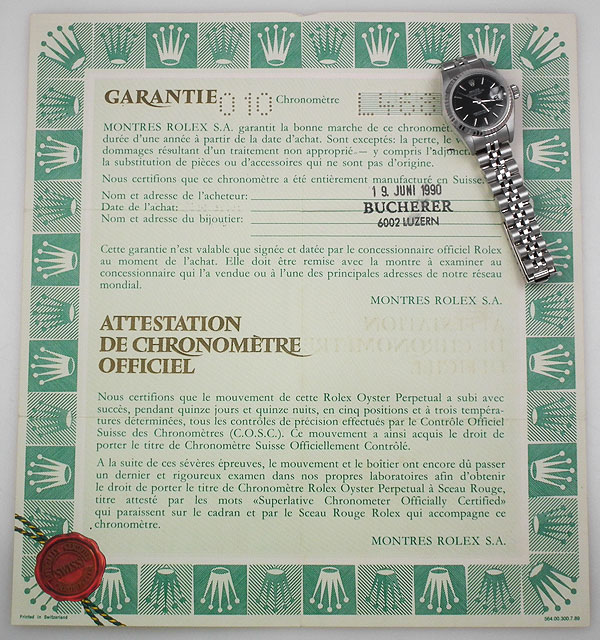 GARANTIE 010 Chronomètre
MONTRES ROLEX S.A. garantit la bonne marche de ce chronomèt
durée d'une année à partir de la date d'achat. Sont exceptés: la perte, le v
dommages résultant d'un traitement non approprié – y compris l'adjonct
la substitution de pièces ou d'accessoires qui ne sont pas d'origine.
Nous certifions que ce chronomètre a été entièrement manufacturé en Suisse.
Nom et adresse de l'acheteur:
Date de l'achat:
Nom et adresse du bijoutier:
19. JUNI 1990
BUCHERER
6002 LUZERN
Cette garantie n'est valable que signée et datée par le concessionnaire officiel Rolex
au moment de l'achat. Elle doit être remise avec la montre à examiner au
concessionnaire qui l'a vendue ou à l'une des principales adresses de notre réseau
mondial.
MONTRES ROLEX S.A.
ATTESTATION
DE CHRONOMÈTRE
OFFICIEL
Nous certifions que le mouvement de cette Rolex Oyster Perpetual a subi avec
succès, pendant quinze jours et quinze nuits, en cinq positions et à trois tempéra-
tures déterminées, tous les contrôles de précision effectués par le Contrôle Officiel
Suisse des Chronomètres (C.O.S.C.). Ce mouvement a ainsi acquis le droit de
porter le titre de Chronomètre Suisse Officiellement Contrôlé.
A la suite de ces sévères épreuves, le mouvement et le boîtier ont encore dû passer
un dernier et rigoureux examen dans nos propres laboratoires afin d'obtenir
le droit de porter le titre de Chronomètre Rolex Oyster Perpetual à Sceau Rouge,
titre attesté par les mots «Superlative Chronometer Officially Certified»
qui paraissent sur le cadran et par le Sceau Rouge Rolex qui accompagne ce
chronomètre.
MONTRES ROLEX S.A.
Printed in Switzerland
564.00.300.7.89